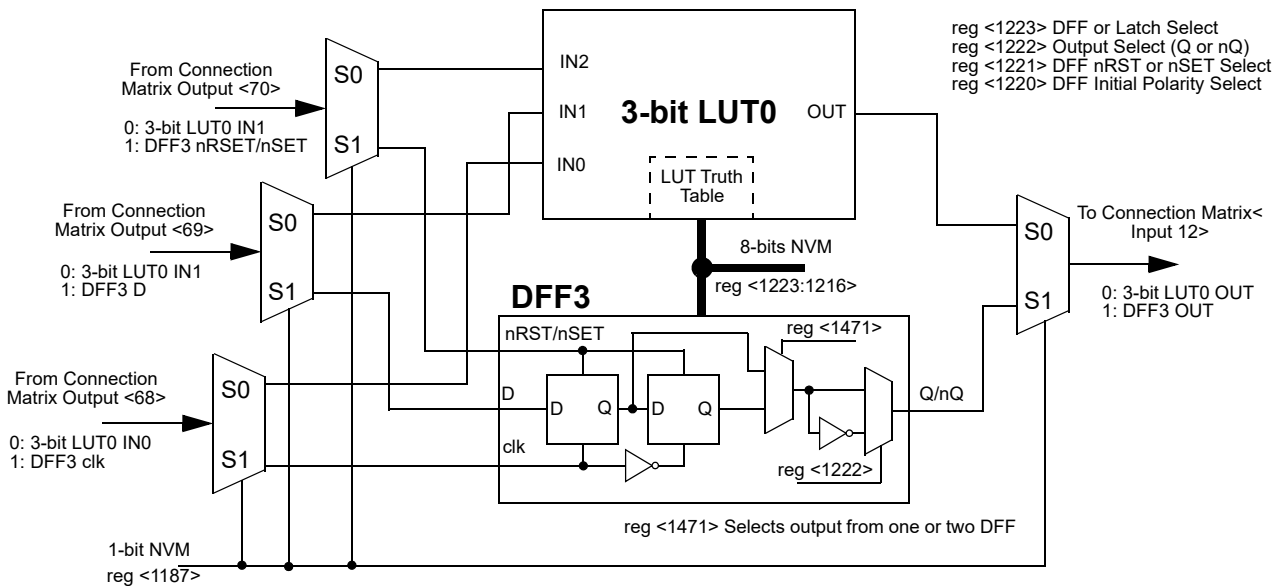 reg <1223> DFF or Latch Select
reg <1222> Output Select (Q or nQ)
reg <1221> DFF nRST or nSET Select
reg <1220> DFF Initial Polarity Select
From Connection
Matrix Output <70>
0: 3-bit LUT0 IN1
1: DFF3 nRSET/nSET
S0
S1
IN2
IN1
IN0
3-bit LUT0
OUT
LUT Truth
Table
From Connection
Matrix Output <69>
0: 3-bit LUT0 IN1
1: DFF3 D
S0
S1
8-bits NVM
reg <1223:1216>
S0
S1
To Connection Matrix<
Input 12>
0: 3-bit LUT0 OUT
1: DFF3 OUT
DFF3
nRST/nSET
reg <1471>
From Connection
Matrix Output <68>
0: 3-bit LUT0 IN0
1: DFF3 clk
S0
S1
D
D
Q
D
Q
clk
Q/nQ
reg <1222>
reg <1471> Selects output from one or two DFF
1-bit NVM
reg <1187>